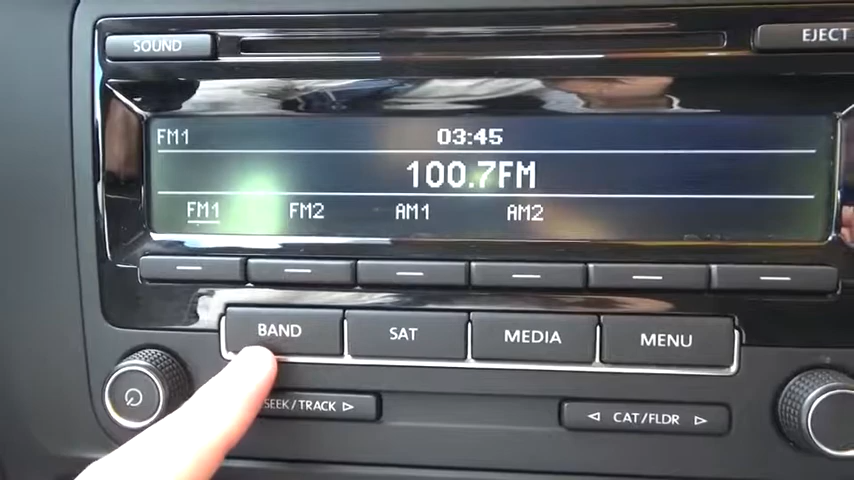 SOUND
EJECT
FM1 03:45
100.7FM
FM1 FM2 AM1 AM2
BAND SAT MEDIA MENU
SEEK/TRACK ▷ ◁ CAT/FLDR ▷